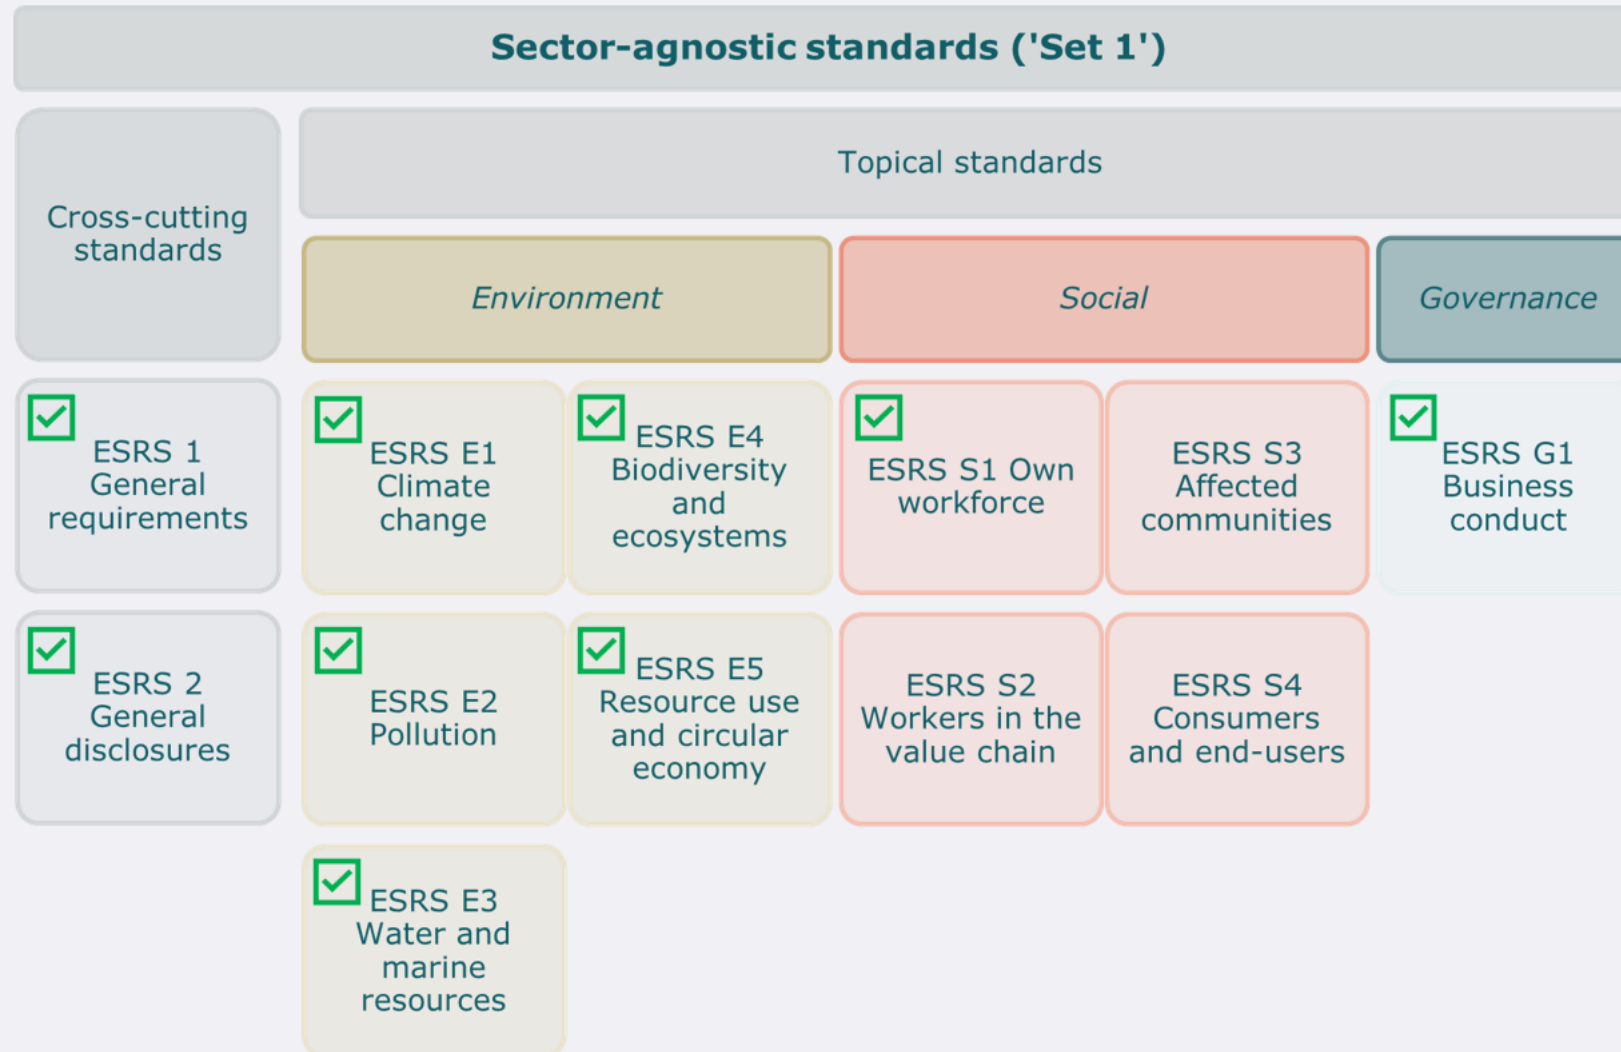 Sector-agnostic standards ('Set 1')
Cross-cutting
standards
Topical standards
Environment
Social
Governance
ESRS 1
General
requirements
ESRS E1
Climate
change
ESRS E4
Biodiversity
and
ecosystems
ESRS S1 Own
workforce
ESRS S3
Affected
communities
ESRS G1
Business
conduct
ESRS 2
General
disclosures
ESRS E2
Pollution
ESRS E5
Resource use
and circular
economy
ESRS S2
Workers in the
value chain
ESRS S4
Consumers
and end-users
ESRS E3
Water and
marine
resources